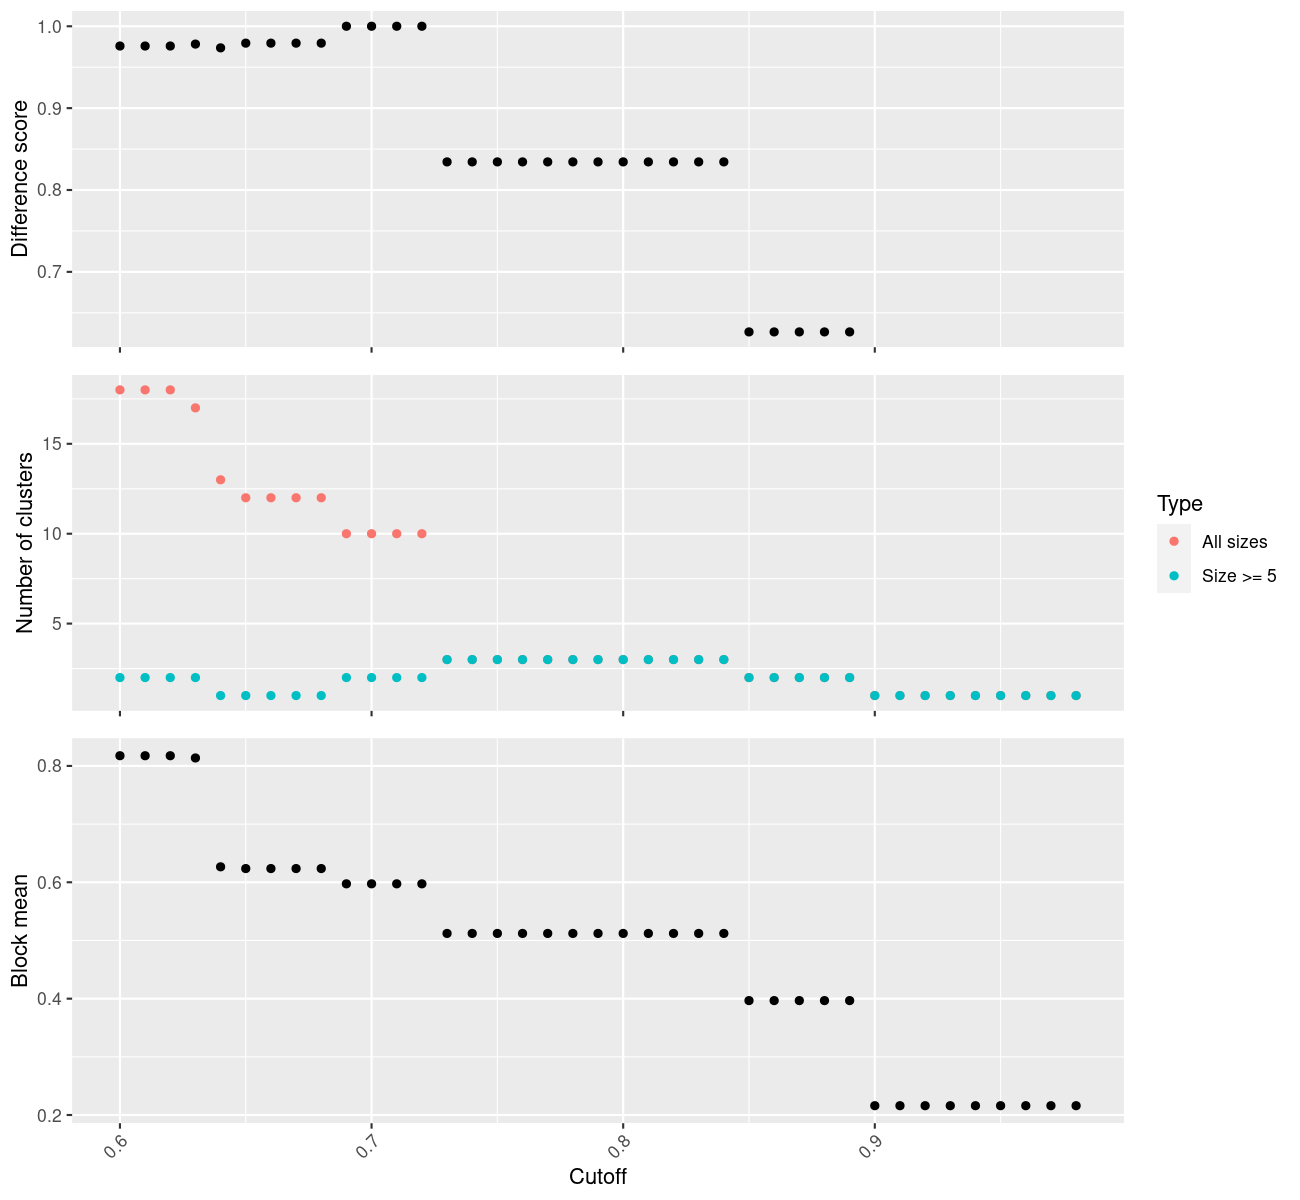 Difference score
1.0
0.9
0.8
0.7
Number of clusters
15
10
5
Type
All sizes
Size >= 5
Block mean
0.8
0.6
0.4
0.2
0.6
0.7
0.8
0.9
Cutoff